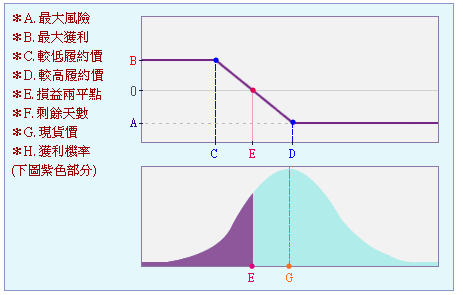 ＊A.最大風險
＊B.最大獲利
＊C.較低履約價
＊D.較高履約價
＊E.損益兩平點
＊F.剩餘天數
＊G.現貨價
＊H.獲利機率
(下圖紫色部分)
B
0
A
C E D
E G